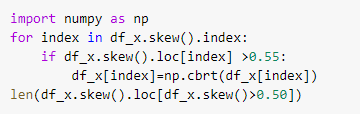 import numpy as np
for index in df_x.skew().index:
    if df_x.skew().loc[index] >0.55:
        df_x[index]=np.cbrt(df_x[index])
len(df_x.skew().loc[df_x.skew()>0.50])